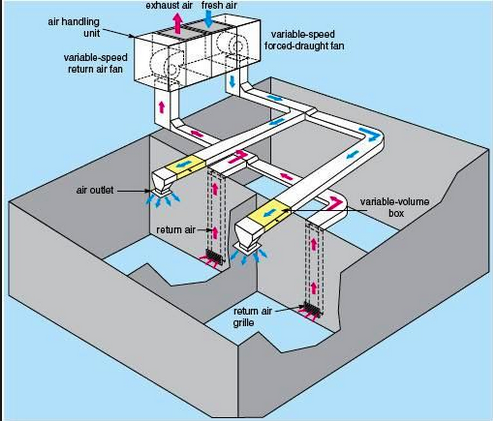 exhaust air
fresh air
air handling
unit
variable-speed
forced-draught fan
variable-speed
return air fan
air outlet
variable-volume
box
return air
return air
grille